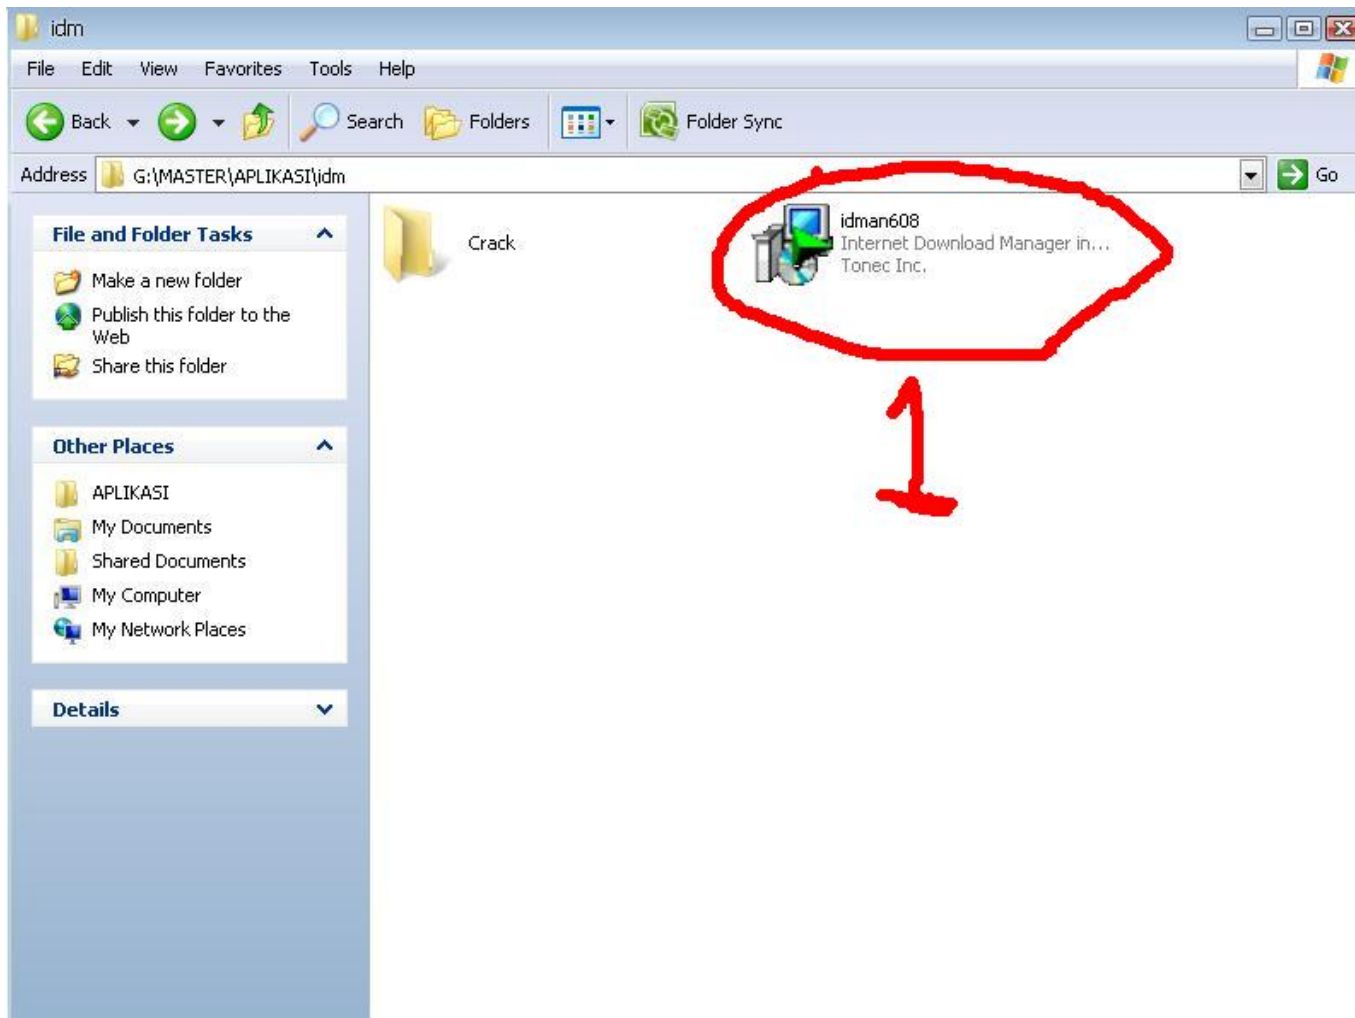 idm
File Edit View Favorites Tools Help
Back Search Folders Folder Sync
Address G:\MASTER\APLIKASI\idm Go
File and Folder Tasks
Make a new folder
Publish this folder to the
Web
Share this folder
Other Places
APLIKASI
My Documents
Shared Documents
My Computer
My Network Places
Details
Crack
idman608
Internet Download Manager in...
Tonec Inc.
1